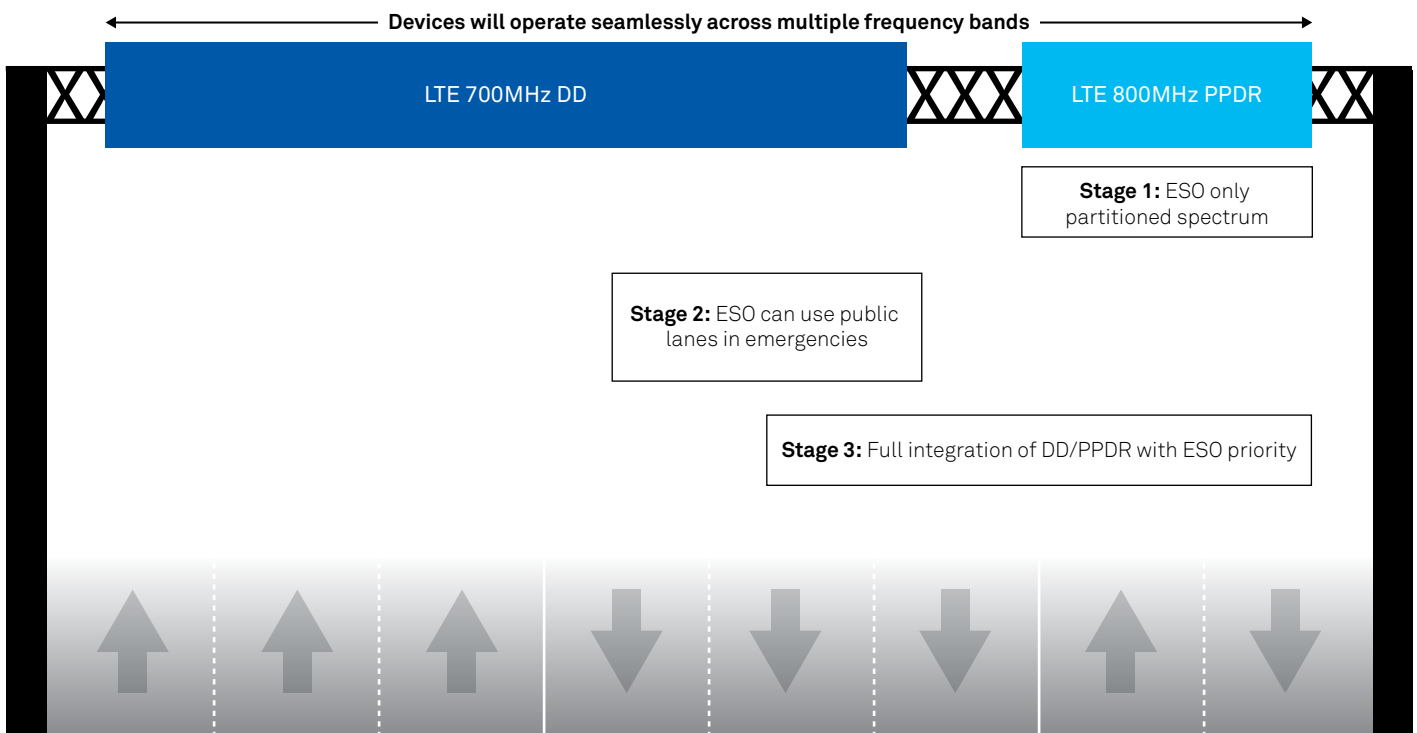 Devices will operate seamlessly across multiple frequency bands
LTE 700MHz DD
LTE 800MHz PPDR
Stage 1: ESO only
partitioned spectrum
Stage 2: ESO can use public
lanes in emergencies
Stage 3: Full integration of DD/PPDR with ESO priority